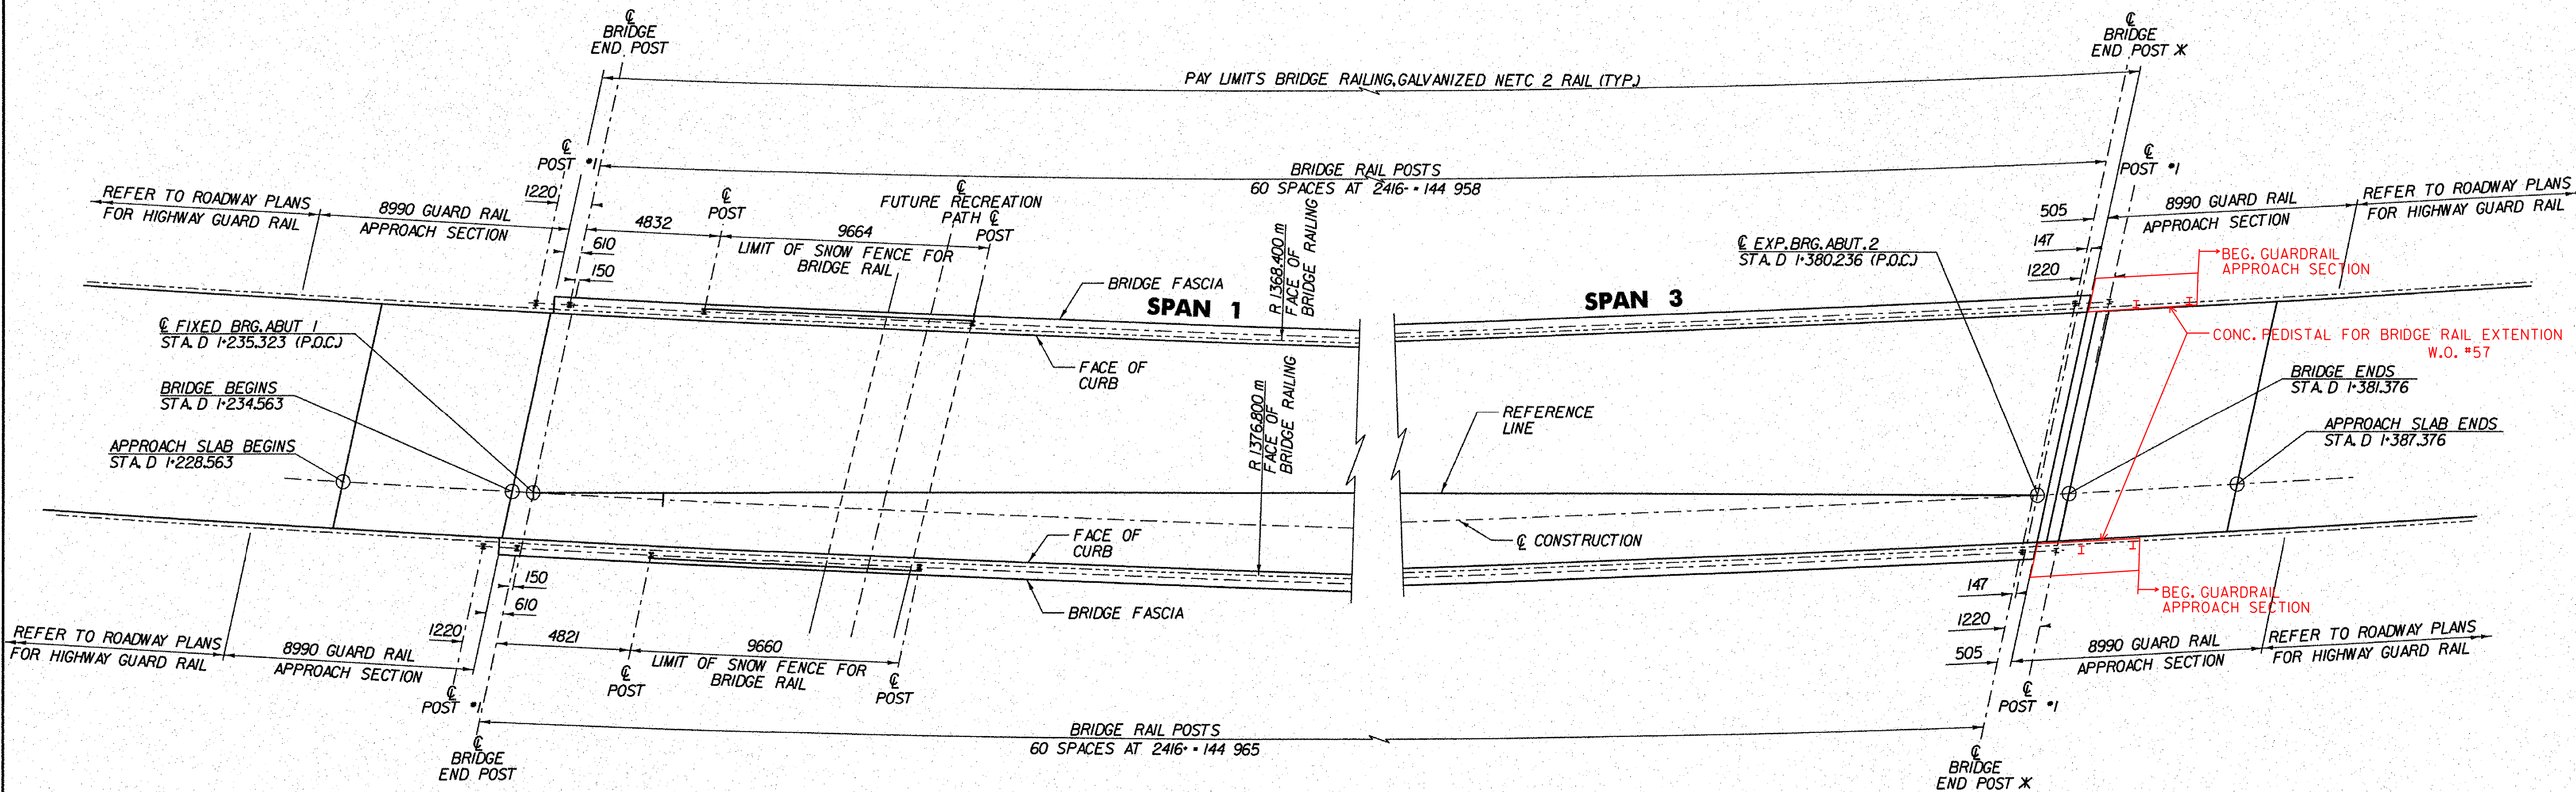 ℄
BRIDGE
END POST
℄
BRIDGE
END POST Ж
PAY LIMITS BRIDGE RAILING, GALVANIZED NETC 2 RAIL (TYP.)
℄
POST #1
BRIDGE RAIL POSTS
60 SPACES AT 2416- = 144 958
℄
POST #1
REFER TO ROADWAY PLANS
FOR HIGHWAY GUARD RAIL
8990 GUARD RAIL
APPROACH SECTION
1220
610
150
4832
℄
POST
9664
LIMIT OF SNOW FENCE FOR
BRIDGE RAIL
℄
FUTURE RECREATION
PATH ℄
POST
R 1368.400 m
FACE OF
BRIDGE RAILING
℄ EXP. BRG. ABUT. 2
STA. D 1+380.236 (P.O.C.)
505
147
1220
8990 GUARD RAIL
APPROACH SECTION
REFER TO ROADWAY PLANS
FOR HIGHWAY GUARD RAIL
BEG. GUARDRAIL
APPROACH SECTION
BRIDGE FASCIA
SPAN 1
SPAN 3
℄ FIXED BRG. ABUT 1
STA. D 1+235.323 (P.O.C.)
FACE OF
CURB
CONC. PEDISTAL FOR BRIDGE RAIL EXTENTION
W.O. #57
BRIDGE BEGINS
STA. D 1+234.563
R 1376.800 m
FACE OF
BRIDGE RAILING
REFERENCE
LINE
BRIDGE ENDS
STA. D 1+381.376
APPROACH SLAB BEGINS
STA. D 1+228.563
APPROACH SLAB ENDS
STA. D 1+387.376
FACE OF
CURB
℄ CONSTRUCTION
150
610
1220
BRIDGE FASCIA
147
1220
505
BEG. GUARDRAIL
APPROACH SECTION
REFER TO ROADWAY PLANS
FOR HIGHWAY GUARD RAIL
8990 GUARD RAIL
APPROACH SECTION
4821
9660
LIMIT OF SNOW FENCE FOR
BRIDGE RAIL
℄
POST
℄
POST
8990 GUARD RAIL
APPROACH SECTION
REFER TO ROADWAY PLANS
FOR HIGHWAY GUARD RAIL
℄
POST #1
℄
POST #1
BRIDGE RAIL POSTS
60 SPACES AT 2416+ = 144 965
℄
BRIDGE
END POST
℄
BRIDGE
END POST Ж